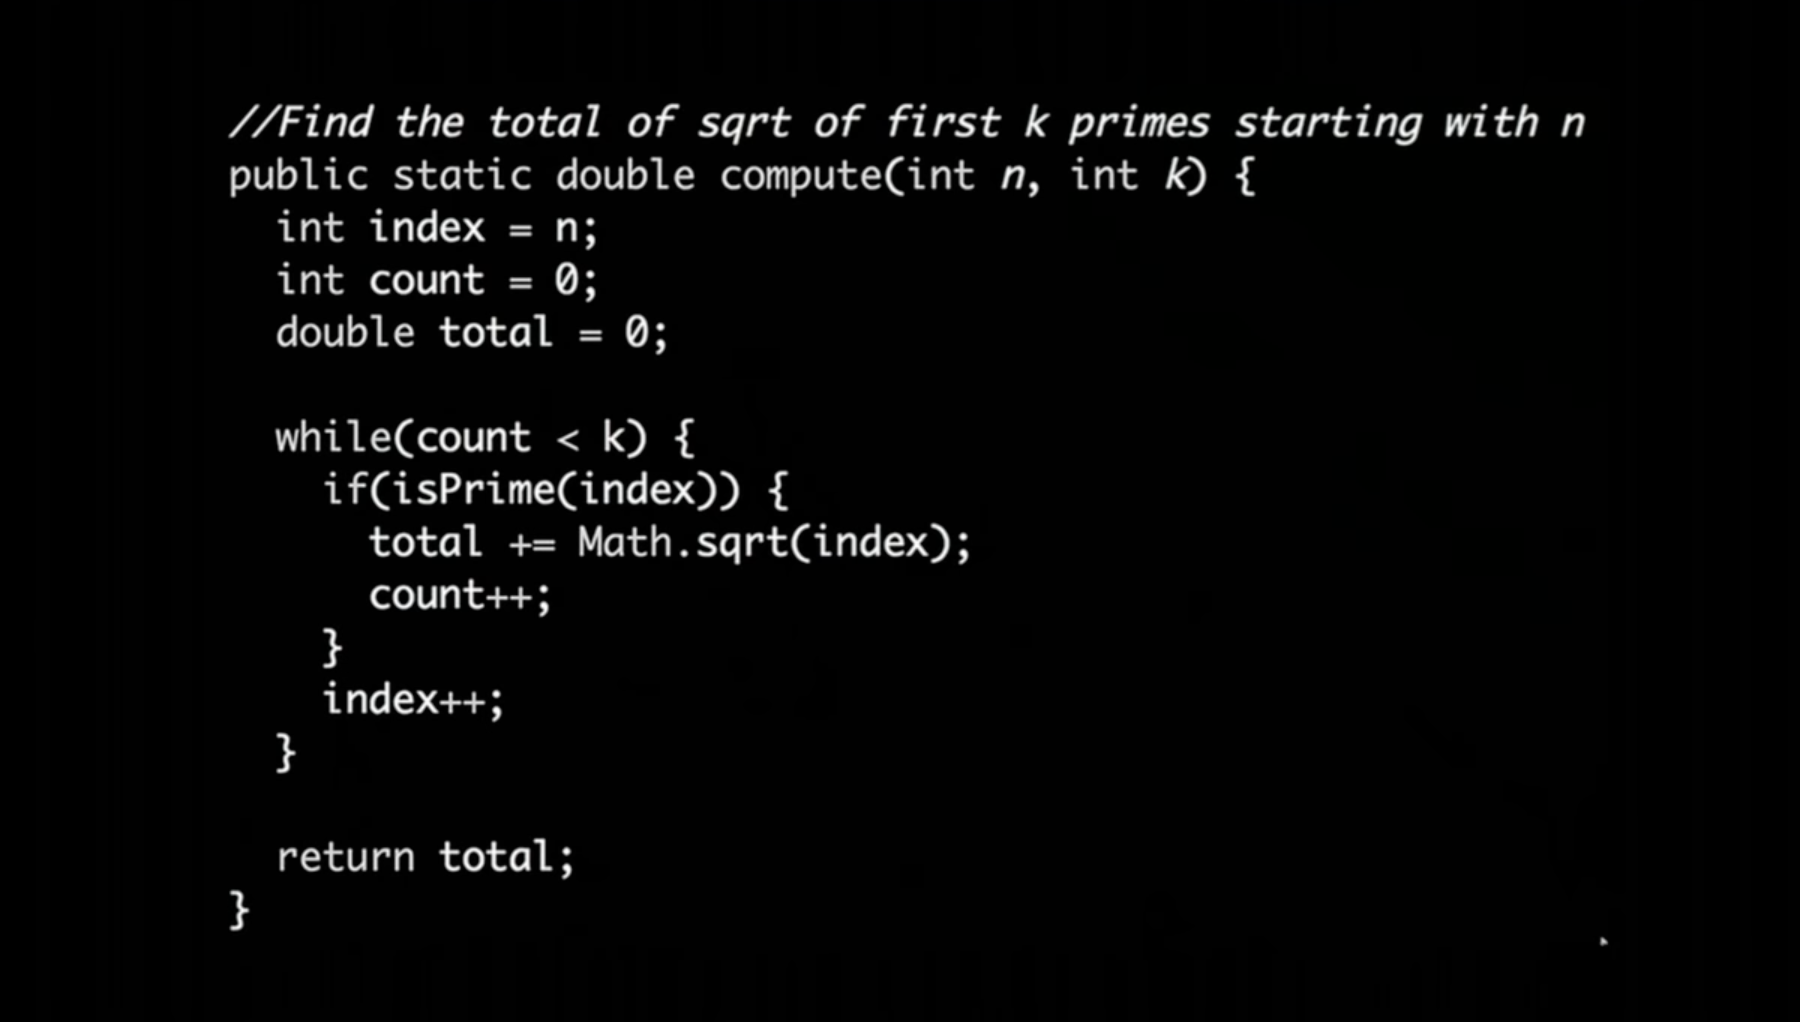 //Find the total of sqrt of first k primes starting with n
public static double compute(int n, int k) {
  int index = n;
  int count = 0;
  double total = 0;

  while(count < k) {
    if(isPrime(index)) {
      total += Math.sqrt(index);
      count++;
    }
    index++;
  }

  return total;
}